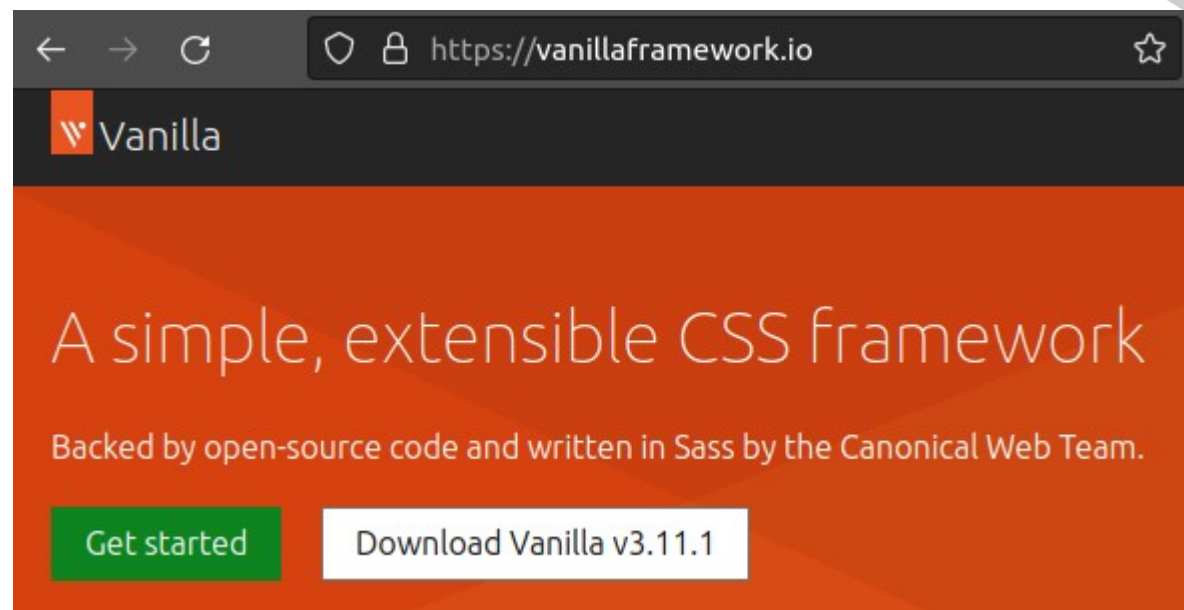 https://vanillaframework.io
Vanilla
A simple, extensible CSS framework
Backed by open-source code and written in Sass by the Canonical Web Team.
Get started
Download Vanilla v3.11.1